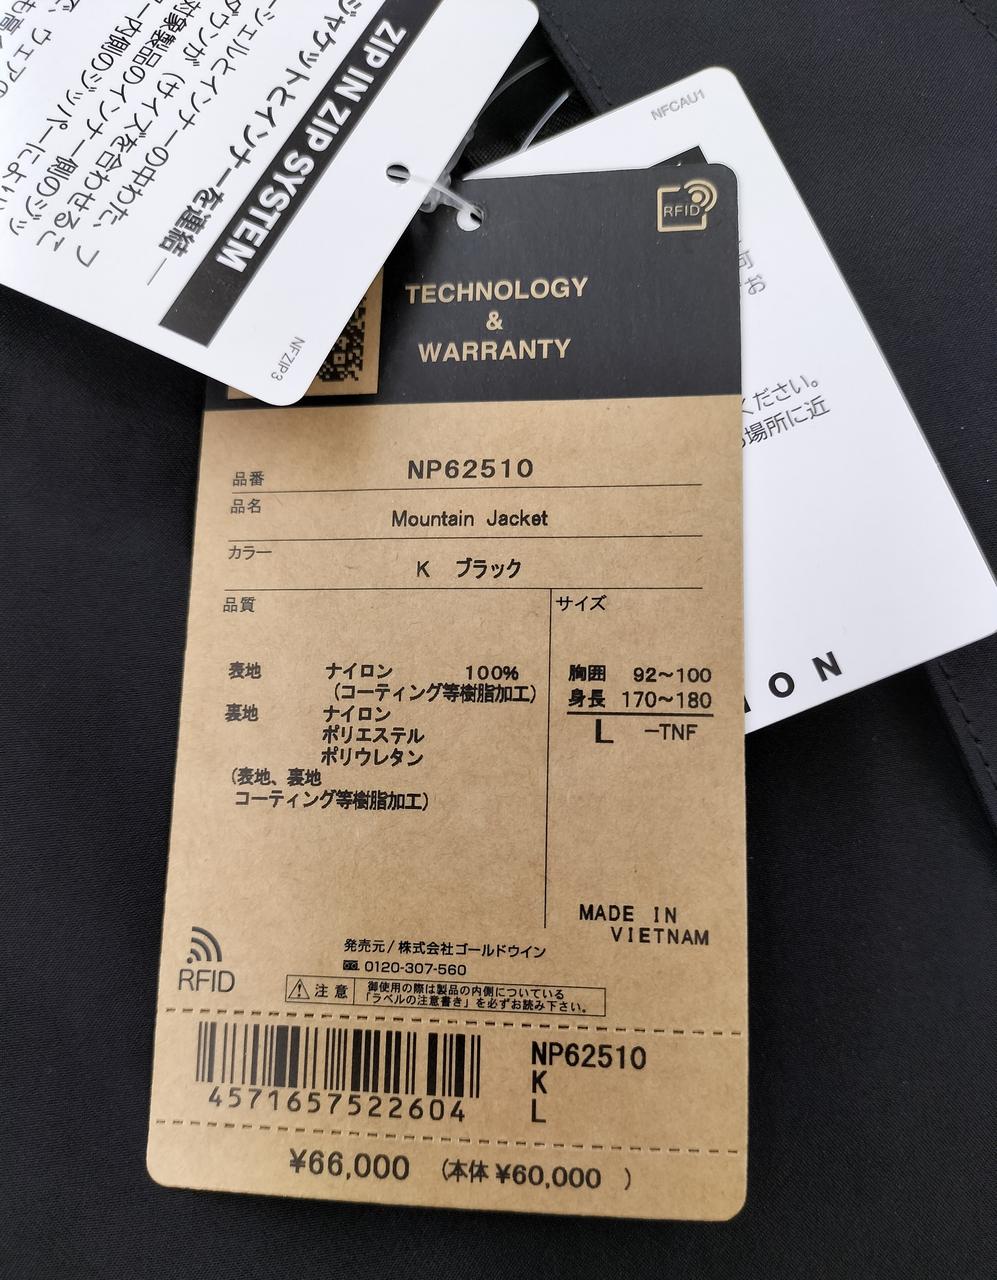 ZIP IN ZIP SYSTEM
ジャケットとインナーを連結
NFZIP3
NFCAU1
RFID
TECHNOLOGY
&
WARRANTY
ください。
場所に近
O N
品番 NP62510
品名 Mountain Jacket
カラー K ブラック
品質
表地 ナイロン 100%
(コーティング等樹脂加工)
裏地 ナイロン
ポリエステル
ポリウレタン
(表地、裏地
コーティング等樹脂加工)
サイズ
胸囲 92~100
身長 170~180
L -TNF
MADE IN
VIETNAM
RFID
発売元/株式会社ゴールドウイン
0120-307-560
注意 御使用の際は製品の内側についている
「ラベルの注意書き」を必ずお読み下さい。
4571657522604
NP62510
K
L
¥66,000 (本体 ¥60,000 )